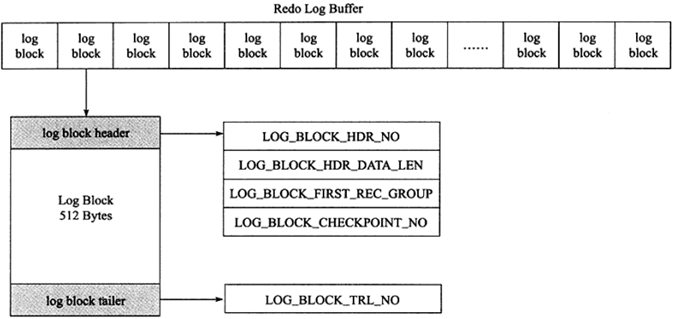 Redo Log Buffer
log block log block log block log block log block log block log block log block ...... log block log block log block
log block header
LOG_BLOCK_HDR_NO
LOG_BLOCK_HDR_DATA_LEN
LOG_BLOCK_FIRST_REC_GROUP
LOG_BLOCK_CHECKPOINT_NO
Log Block
512 Bytes
log block tailer
LOG_BLOCK_TRL_NO